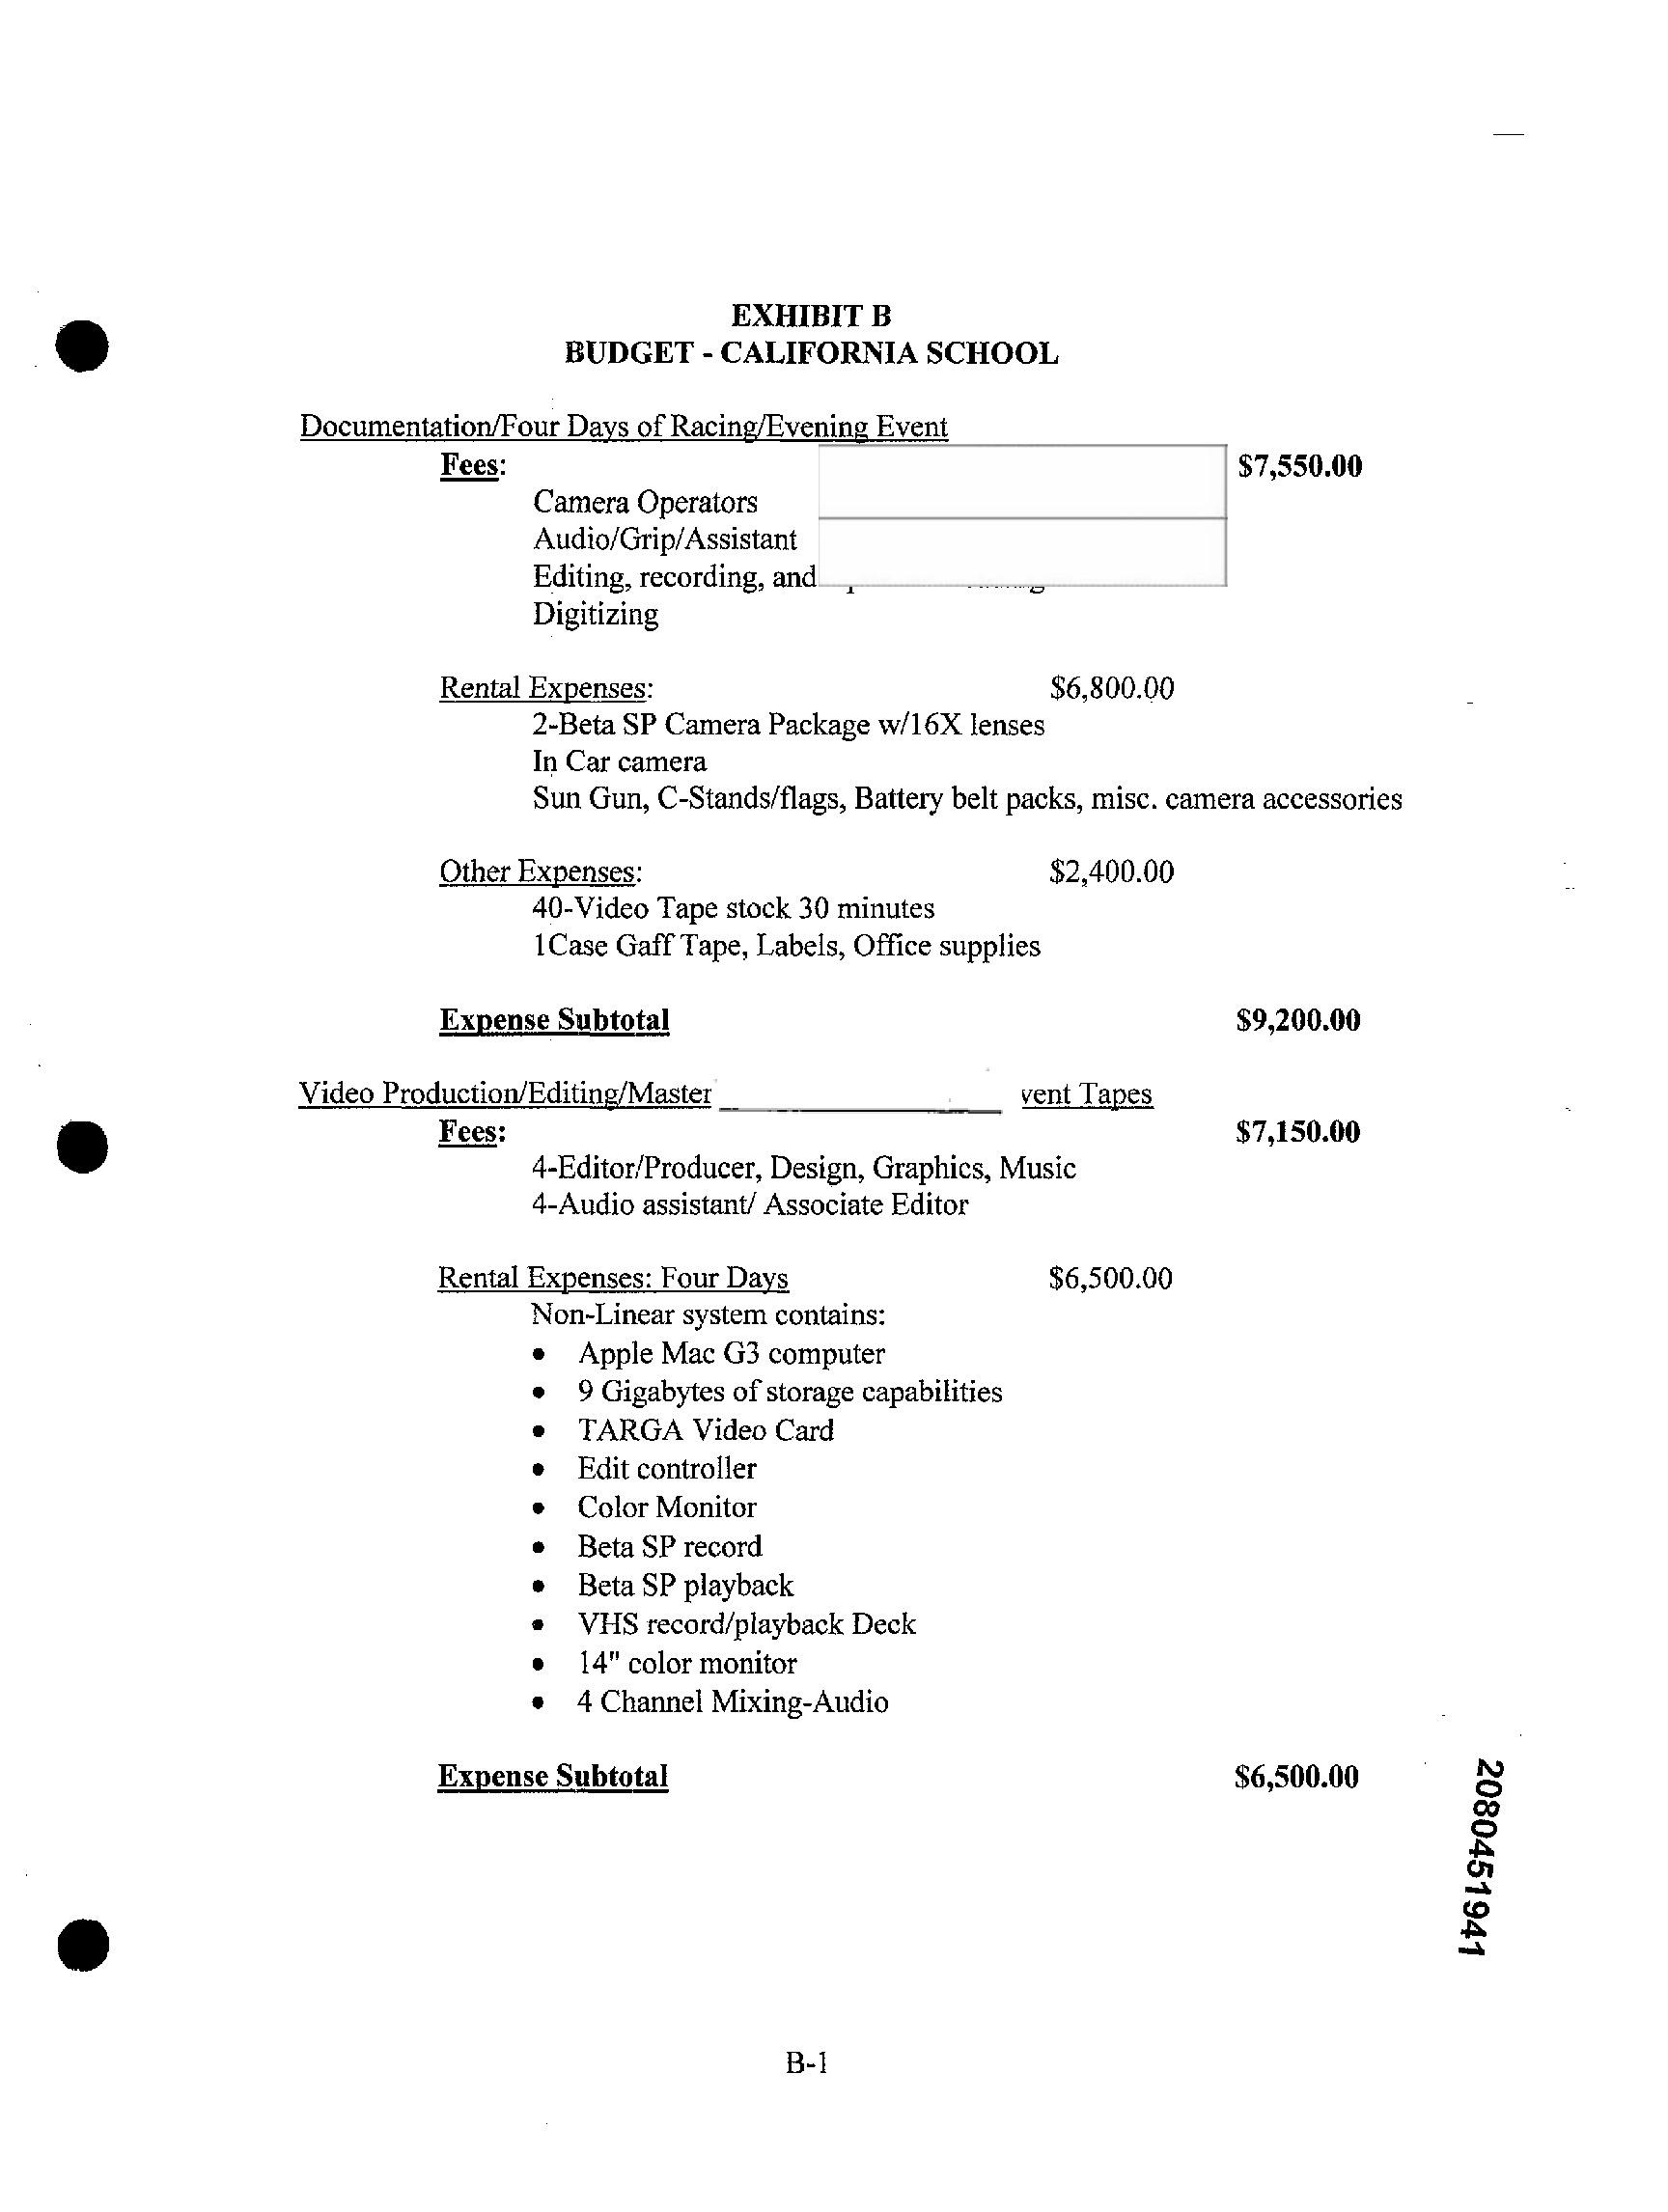 EXHIBIT B
BUDGET - CALIFORNIA SCHOOL
Documentation/Four Days of Racing/Evening Event
Fees: $7,550.00
Camera Operators
Audio/Grip/Assistant
Editing, recording, and
Digitizing
Rental Expenses: $6,800.00
2-Beta SP Camera Package w/16X lenses
In Car camera
Sun Gun, C-Stands/flags, Battery belt packs, misc. camera accessories
Other Expenses: $2,400.00
40-Video Tape stock 30 minutes
1Case Gaff Tape, Labels, Office supplies
Expense Subtotal $9,200.00
Video Production/Editing/Master vent Tapes
Fees: $7,150.00
4-Editor/Producer, Design, Graphics, Music
4-Audio assistant/ Associate Editor
Rental Expenses: Four Days $6,500.00
Non-Linear system contains:
• Apple Mac G3 computer
• 9 Gigabytes of storage capabilities
• TARGA Video Card
• Edit controller
• Color Monitor
• Beta SP record
• Beta SP playback
• VHS record/playback Deck
• 14" color monitor
• 4 Channel Mixing-Audio
Expense Subtotal $6,500.00
2080451941
B-1